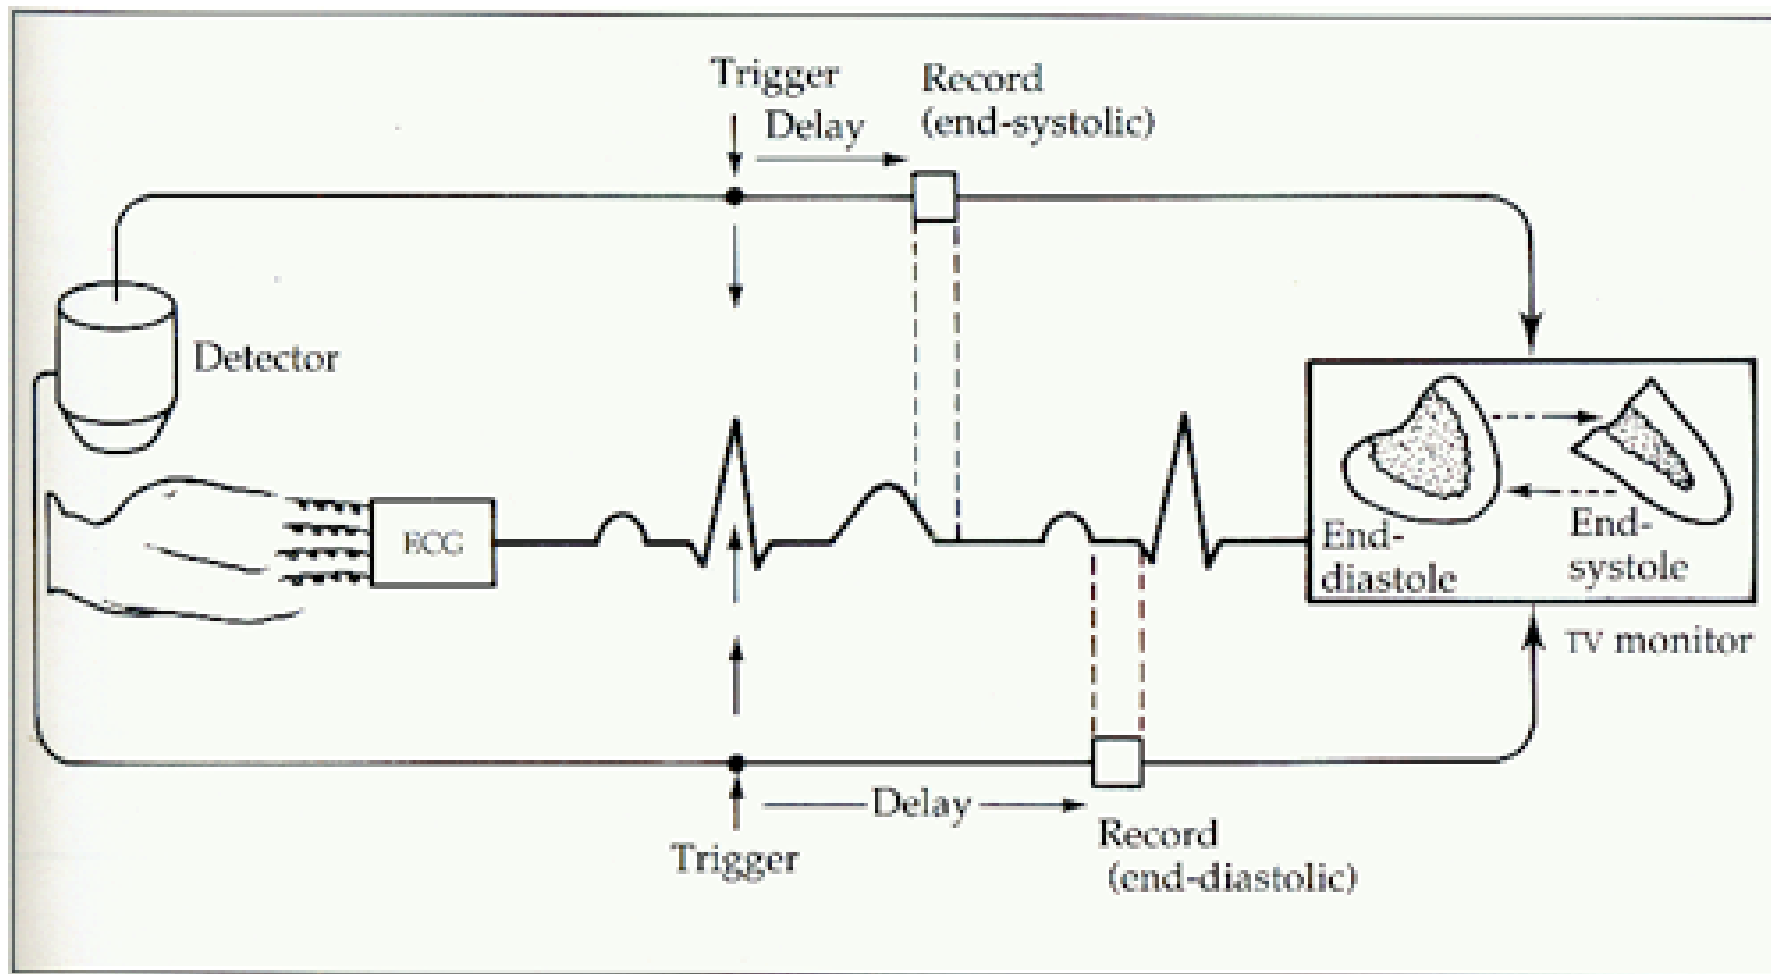 Trigger
Delay
Record
(end-systolic)
Detector
ECG
End-
diastole
End-
systole
TV monitor
Delay
Trigger
Record
(end-diastolic)